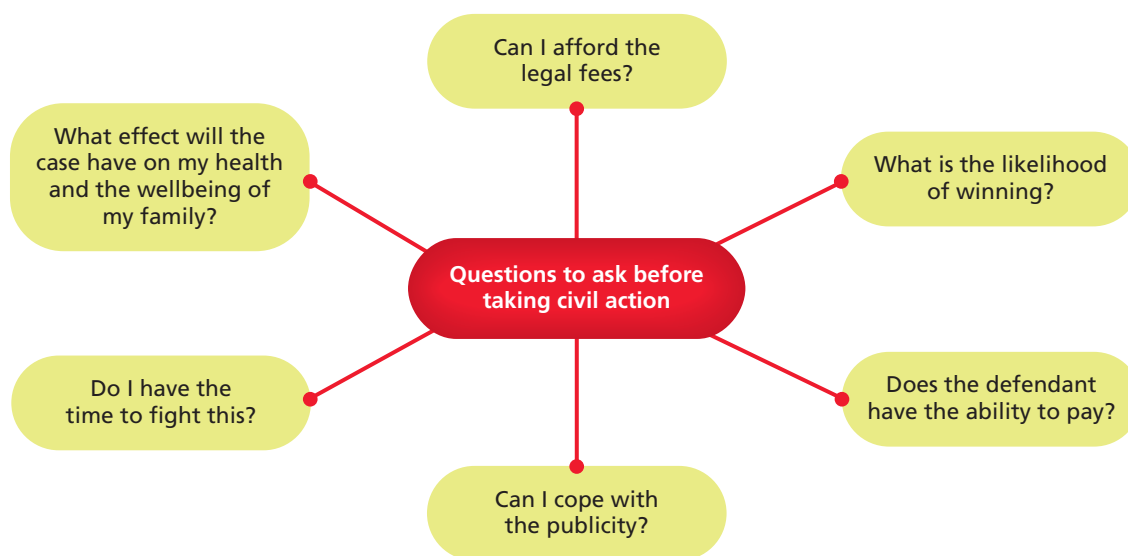 Can I afford the
legal fees?
What effect will the
case have on my health
and the wellbeing of
my family?
What is the likelihood
of winning?
Questions to ask before
taking civil action
Do I have the
time to fight this?
Does the defendant
have the ability to pay?
Can I cope with
the publicity?